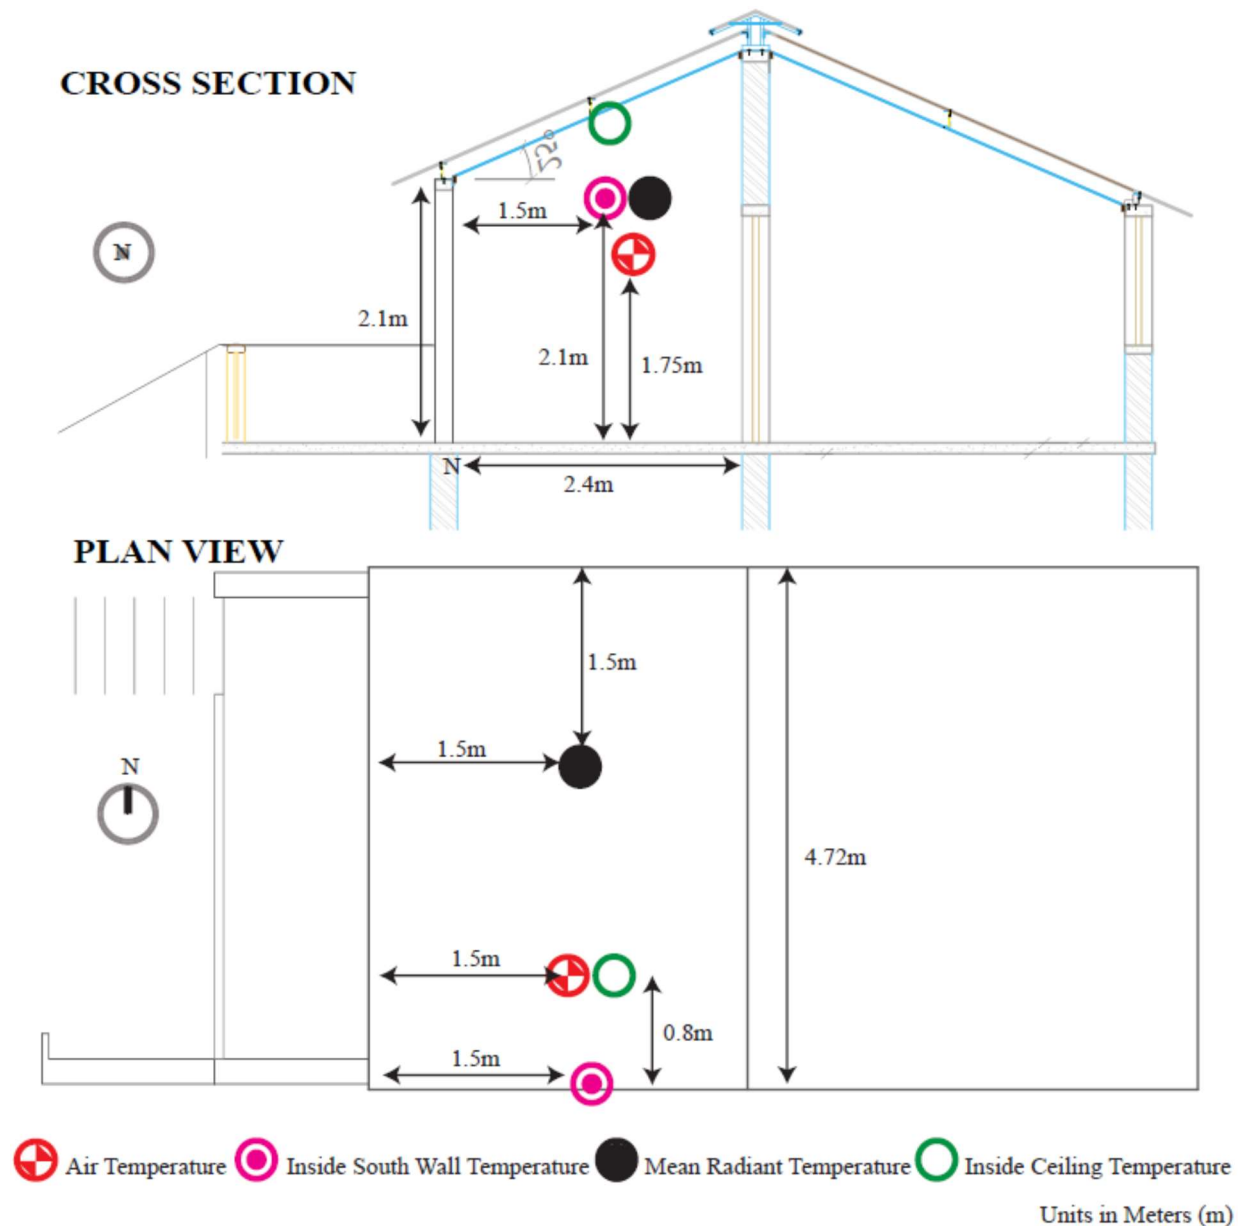 CROSS SECTION
1.5m
N
2.1m
2.1m
1.75m
N
2.4m
PLAN VIEW
1.5m
1.5m
N
4.72m
1.5m
0.8m
1.5m
Air Temperature Inside South Wall Temperature Mean Radiant Temperature Inside Ceiling Temperature
Units in Meters (m)